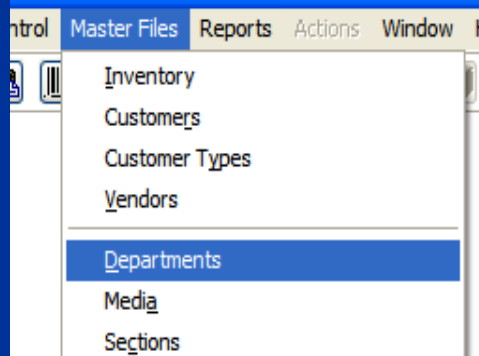 ntrol Master Files Reports Actions Window
Inventory
Customers
Customer Types
Vendors
Departments
Media
Sections